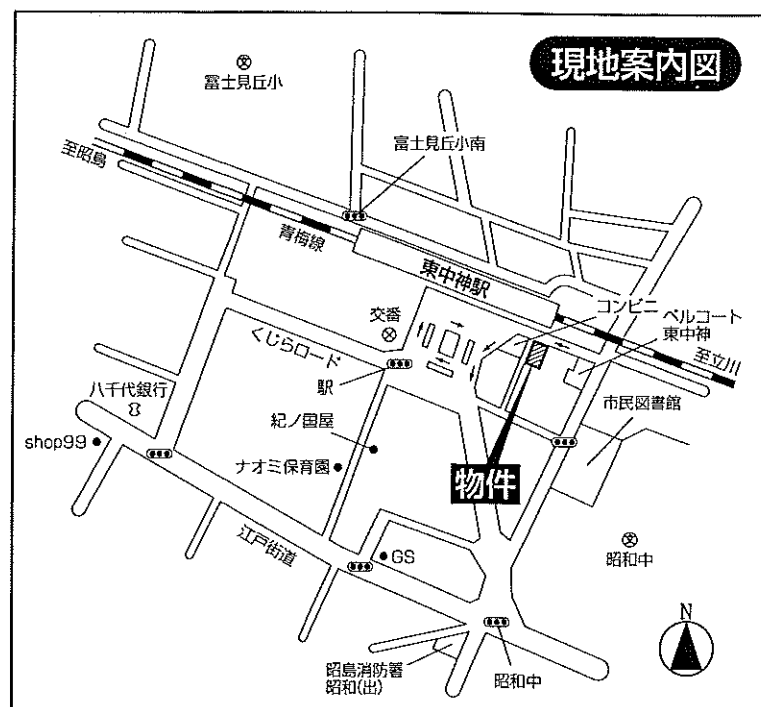 現地案内図
富士見丘小
富士見丘小南
至昭島
青梅線
東中神駅
コンビニ
ベルコート
東中神
至立川
交番
くじらロード
駅
八千代銀行
市民図書館
紀ノ国屋
shop99
ナオミ保育園
物件
GS
江戸街道
昭和中
昭島消防署
昭和(出)
昭和中
N